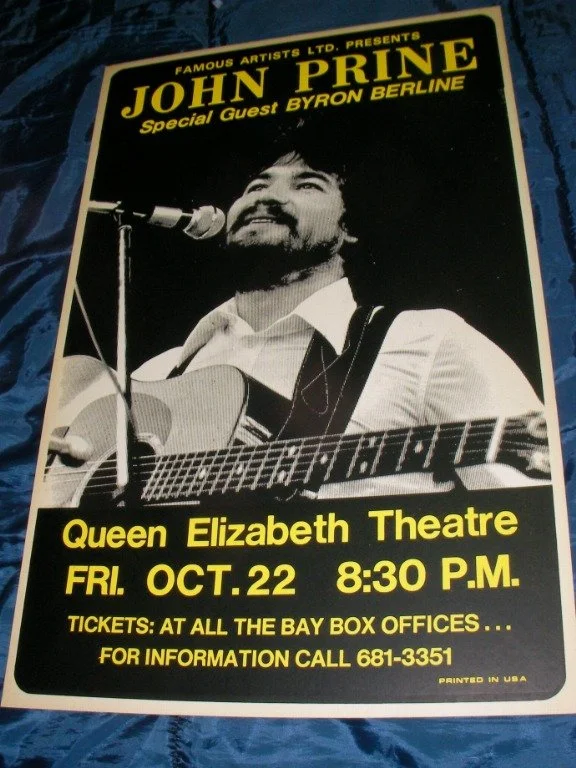 FAMOUS ARTISTS LTD. PRESENTS
JOHN PRINE
Special Guest BYRON BERLINE
Queen Elizabeth Theatre
FRI. OCT. 22 8:30 P.M.
TICKETS: AT ALL THE BAY BOX OFFICES...
FOR INFORMATION CALL 681-3351
PRINTED IN USA